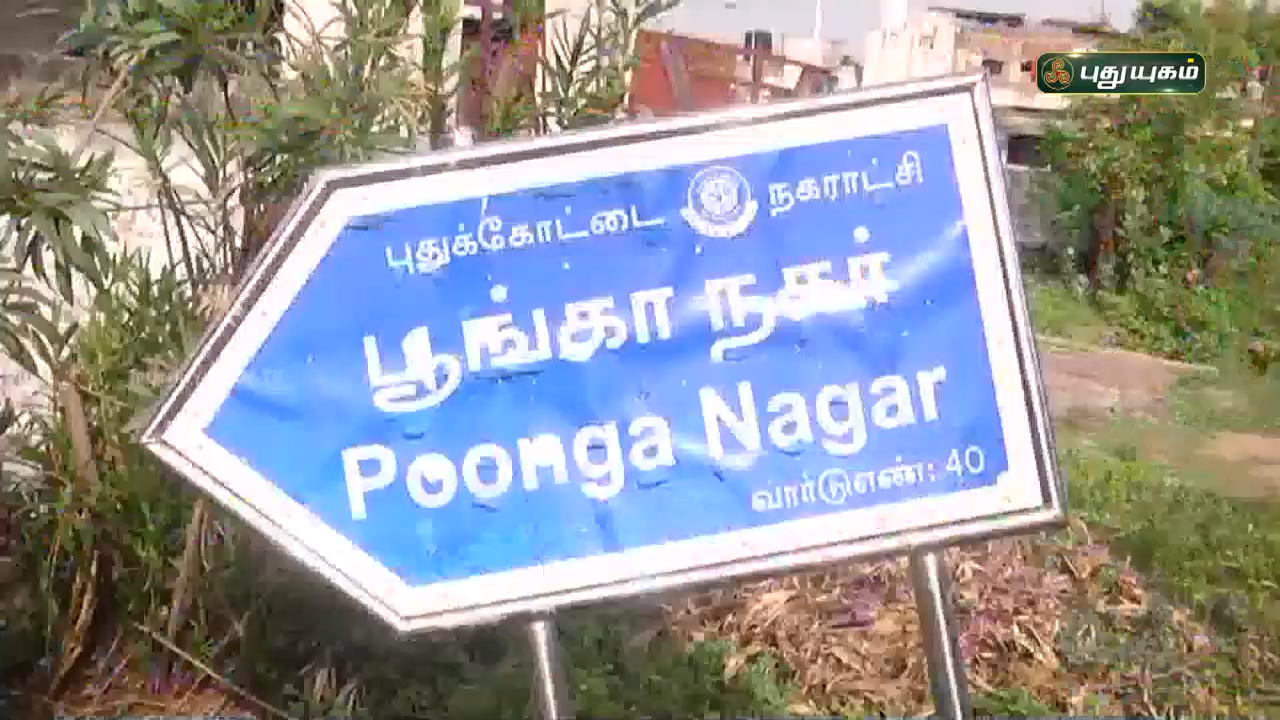 புதுயுகம்
புதுக்கோட்டை நகராட்சி
பூங்கா நகர்
Poonga Nagar
வார்டுஎண்: 40